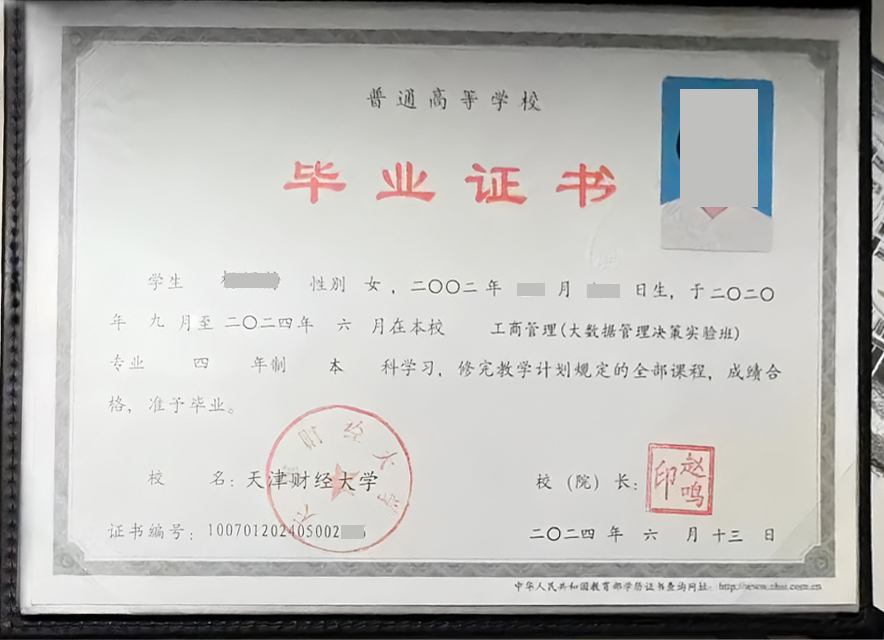 普通高等学校
毕业证书
学生 性别 女，二〇〇二年 月 日生，于二〇二〇
年 九 月至 二〇二四年 六 月在本校 工商管理(大数据管理决策实验班)
专业 四 年制 本 科学习，修完教学计划规定的全部课程，成绩合
格，准予毕业。
校 名：天津财经大学
校（院）长：
赵鸣印
证书编号：100701202405002
二〇二四 年 六 月十三 日
中华人民共和国教育部学历证书查询网址：http://www.chsi.com.cn